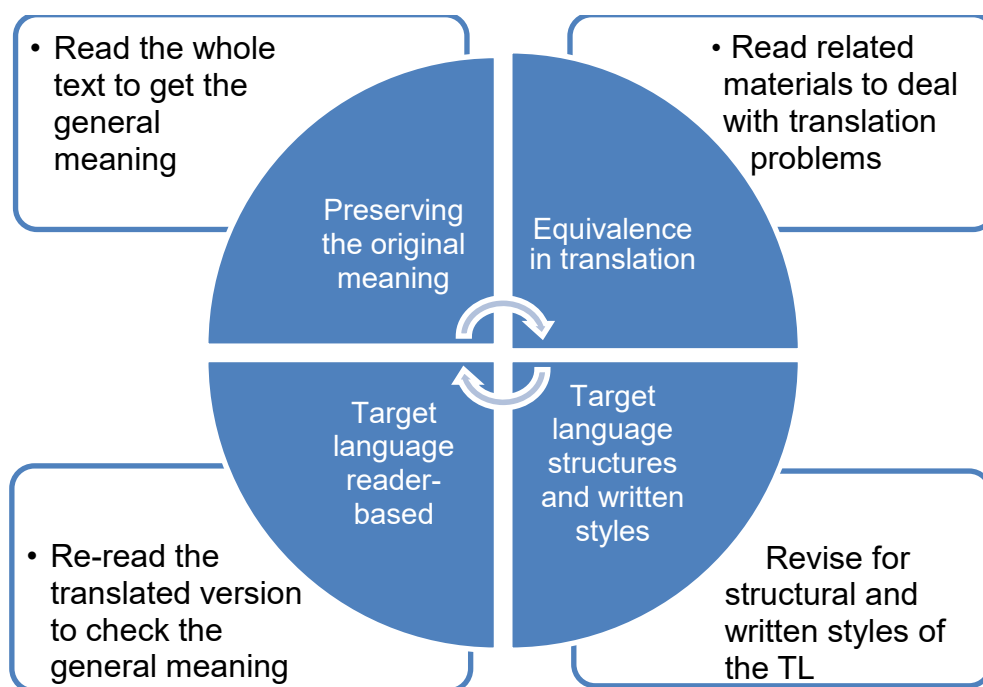 • Read the whole
text to get the
general
meaning
• Read related
materials to deal
with translation
problems
Preserving
the original
meaning
Equivalence
in translation
Target
language
reader-
based
Target
language
structures
and written
styles
• Re-read the
translated version
to check the
general meaning
Revise for
structural and
written styles of
the TL